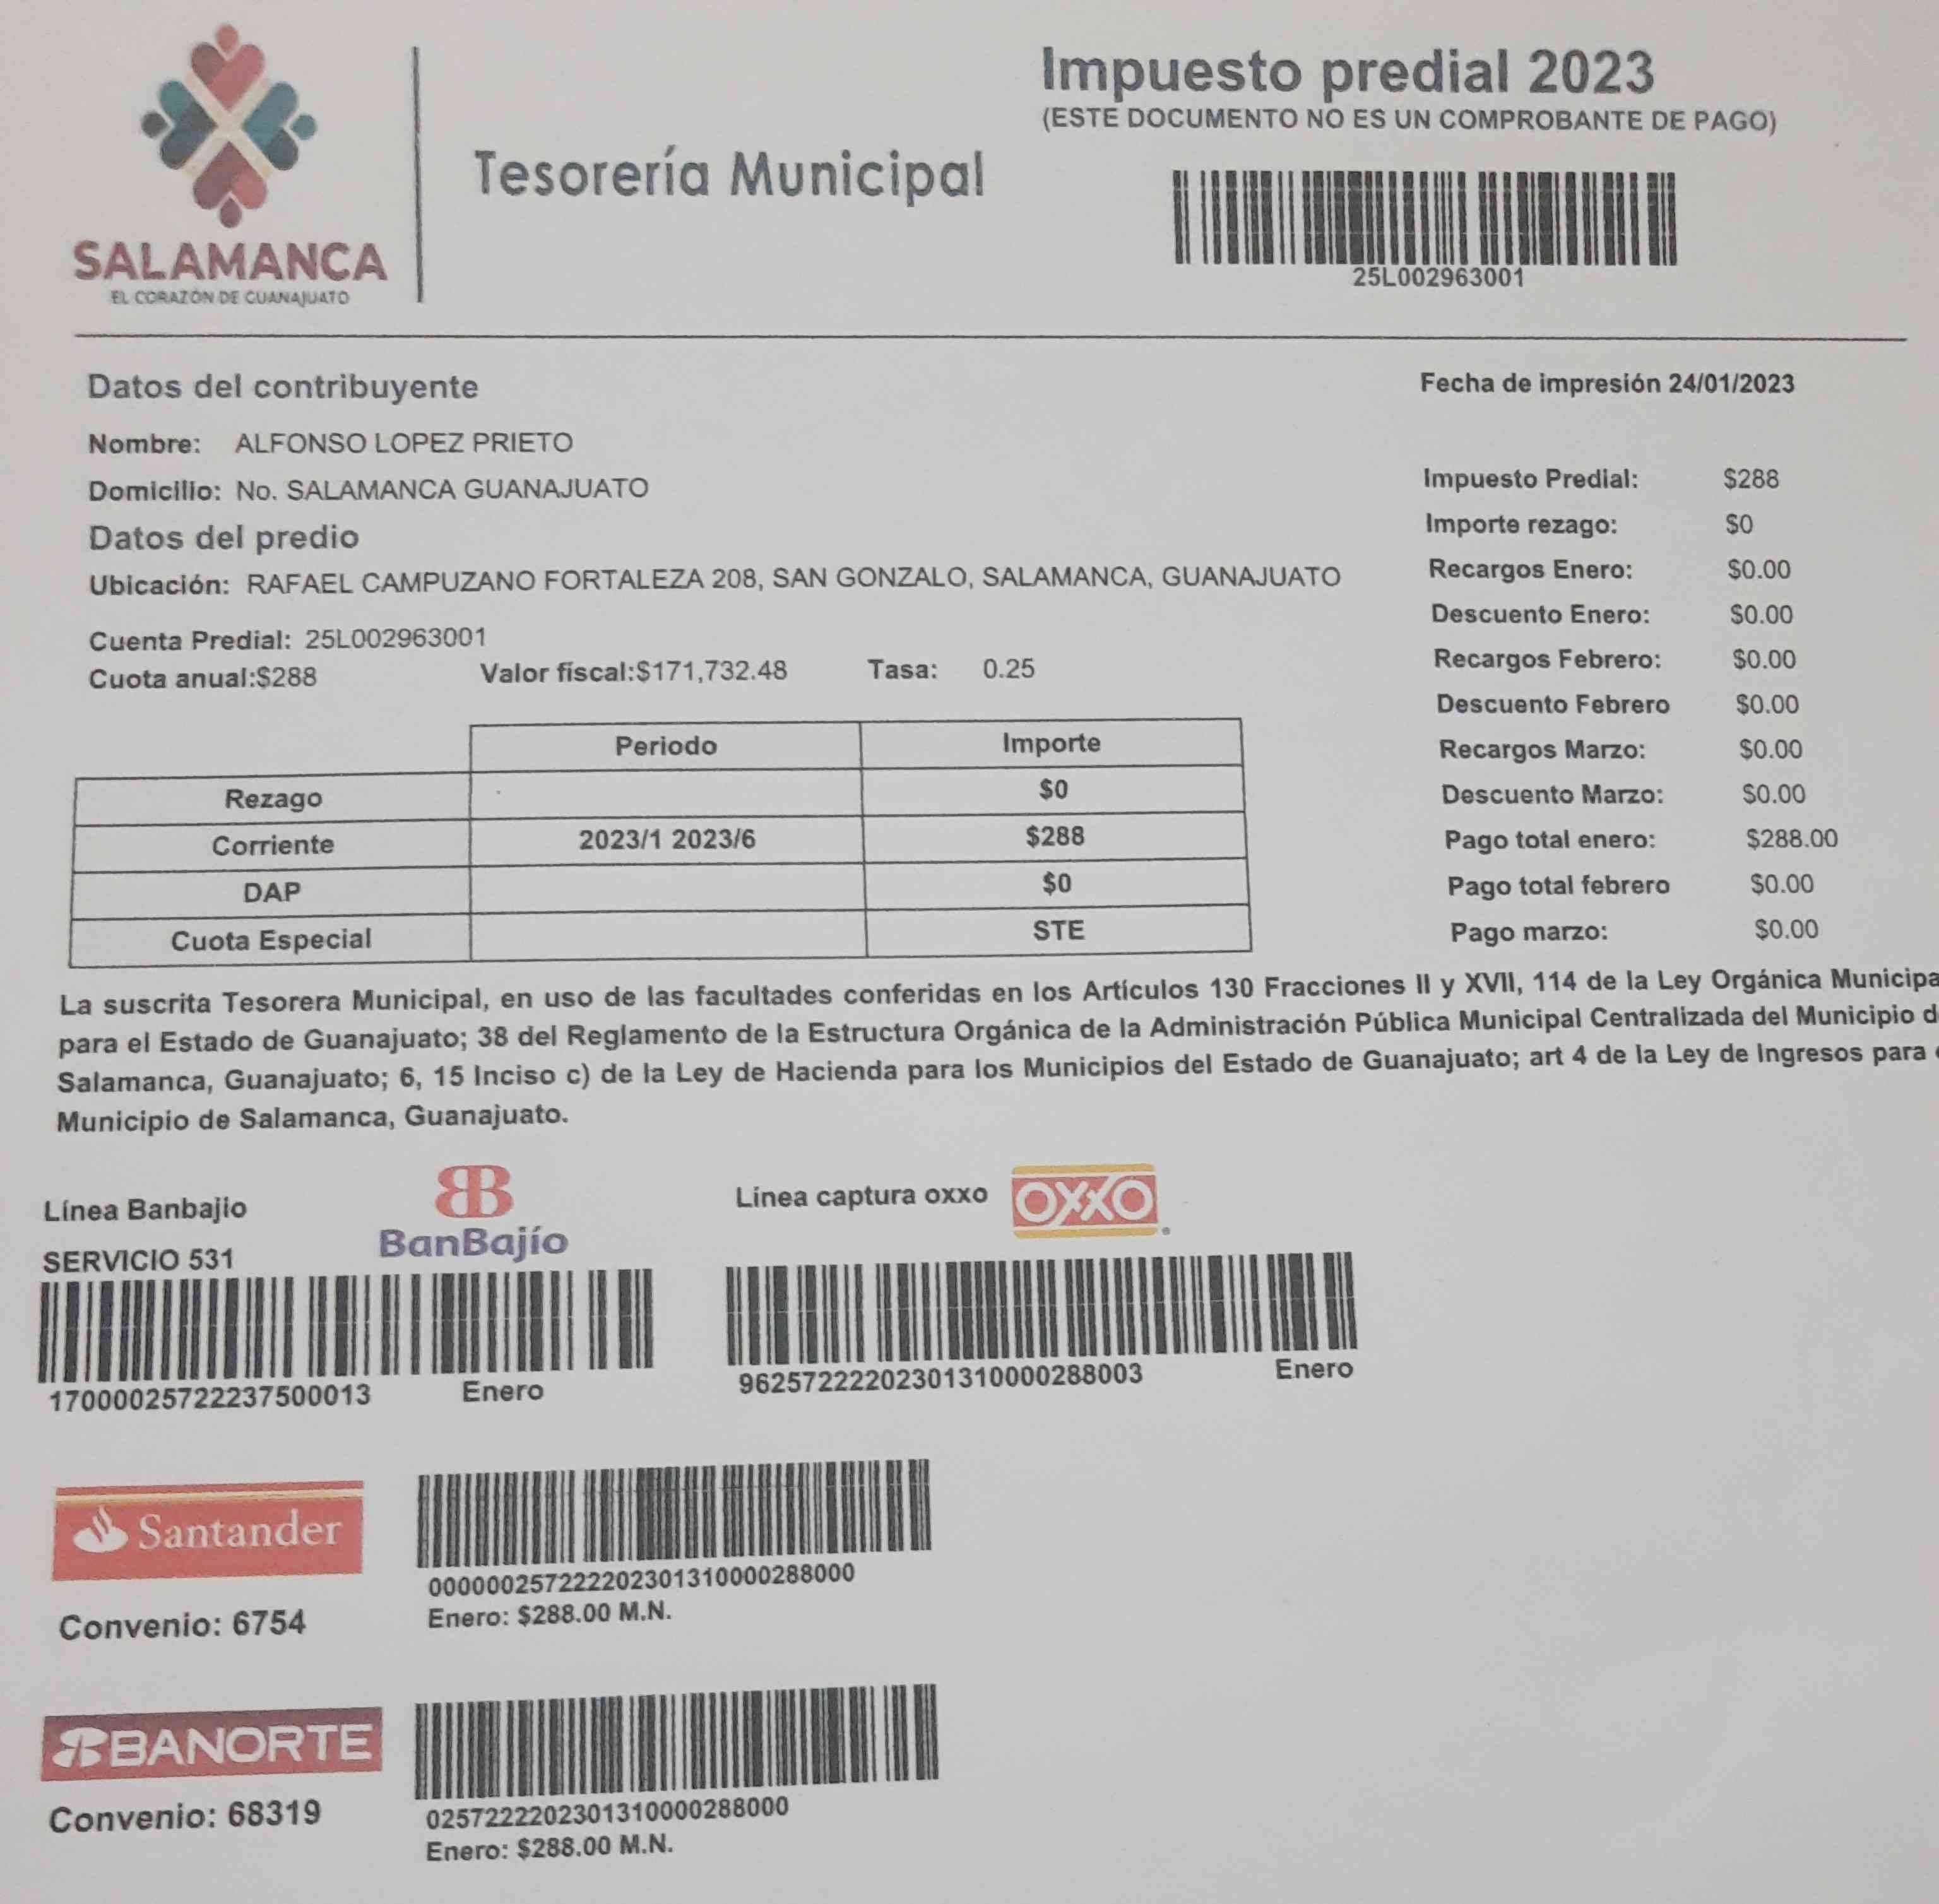 SALAMANCA
EL CORAZÓN DE GUANAJUATO
Tesorería Municipal
Impuesto predial 2023
(ESTE DOCUMENTO NO ES UN COMPROBANTE DE PAGO)
25L002963001
Datos del contribuyente
Nombre: ALFONSO LOPEZ PRIETO
Domicilio: No. SALAMANCA GUANAJUATO
Datos del predio
Ubicación: RAFAEL CAMPUZANO FORTALEZA 208, SAN GONZALO, SALAMANCA, GUANAJUATO
Cuenta Predial: 25L002963001
Cuota anual:$288 Valor fiscal:$171,732.48 Tasa: 0.25
Fecha de impresión 24/01/2023
Impuesto Predial: $288
Importe rezago: $0
Recargos Enero: $0.00
Descuento Enero: $0.00
Recargos Febrero: $0.00
Descuento Febrero $0.00
Recargos Marzo: $0.00
Descuento Marzo: $0.00
Pago total enero: $288.00
Pago total febrero $0.00
Pago marzo: $0.00
Periodo Importe
Rezago $0
Corriente 2023/1 2023/6 $288
DAP $0
Cuota Especial STE
La suscrita Tesorera Municipal, en uso de las facultades conferidas en los Artículos 130 Fracciones II y XVII, 114 de la Ley Orgánica Municipa
para el Estado de Guanajuato; 38 del Reglamento de la Estructura Orgánica de la Administración Pública Municipal Centralizada del Municipio d
Salamanca, Guanajuato; 6, 15 Inciso c) de la Ley de Hacienda para los Municipios del Estado de Guanajuato; art 4 de la Ley de Ingresos para
Municipio de Salamanca, Guanajuato.
Línea Banbajio
SERVICIO 531
BB
BanBajío
17000025722237500013 Enero
Línea captura oxxo
OXXO
96257222202301310000288003 Enero
Santander
Convenio: 6754
000000257222202301310000288000
Enero: $288.00 M.N.
BANORTE
Convenio: 68319
0257222202301310000288000
Enero: $288.00 M.N.